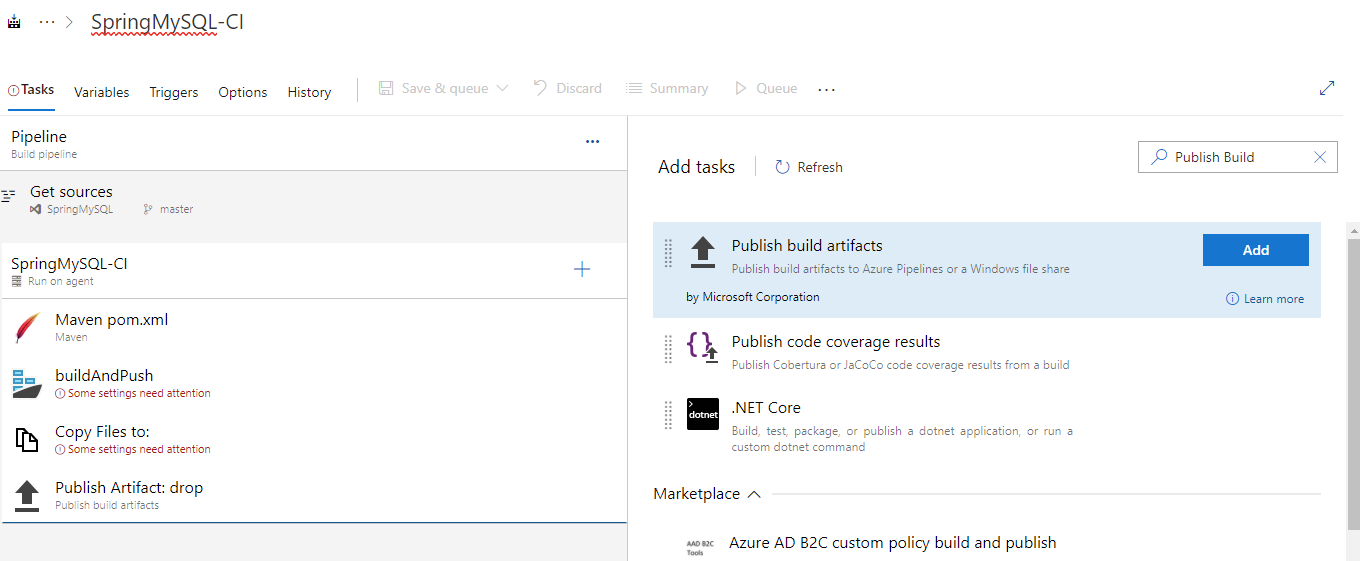 ··· > SpringMySQL-CI
Tasks Variables Triggers Options History Save & queue Discard Summary Queue ···
Pipeline
Build pipeline
···
Get sources
SpringMySQL master
SpringMySQL-CI
Run on agent
+
Maven pom.xml
Maven
buildAndPush
Some settings need attention
Copy Files to:
Some settings need attention
Publish Artifact: drop
Publish build artifacts
Add tasks Refresh Publish Build
Publish build artifacts
Publish build artifacts to Azure Pipelines or a Windows file share
Add
by Microsoft Corporation
Learn more
Publish code coverage results
Publish Cobertura or JaCoCo code coverage results from a build
dotnet
.NET Core
Build, test, package, or publish a dotnet application, or run a
custom dotnet command
Marketplace
AAD B2C
Tools
Azure AD B2C custom policy build and publish